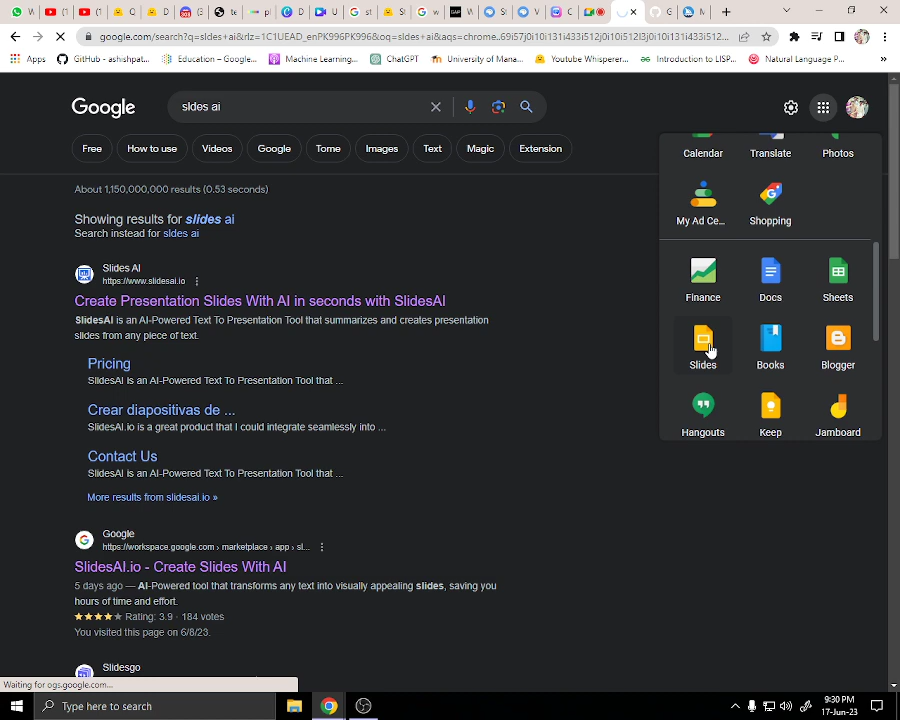 W
(1
(1
O
D
(3
te
p
D
U
st
S
w
W
St
V
C
G
M
google.com/search?q=sldes+ai&rlz=1C1UEAD_enPK996PK996&oq=sldes+ai&aqs=chrome..69i57j0i10i131i433i512j0i10i512l3j0i10i131i433i512...
Apps
GitHub - ashishpat...
Education – Google...
Machine Learning...
ChatGPT
University of Mana...
Youtube Whisperer...
Introduction to LISP...
Natural Language P...
»
Google
sldes ai
Free
How to use
Videos
Google
Tome
Images
Text
Magic
Extension
About 1,150,000,000 results (0.53 seconds)
Showing results for slides ai
Search instead for sldes ai
Slides AI
https://www.slidesai.io
Create Presentation Slides With AI in seconds with SlidesAI
SlidesAI is an AI-Powered Text To Presentation Tool that summarizes and creates presentation
slides from any piece of text.
Pricing
SlidesAI is an AI-Powered Text To Presentation Tool that ...
Crear diapositivas de ...
SlidesAI.io is a great product that I could integrate seamlessly into ...
Contact Us
SlidesAI is an AI-Powered Text To Presentation Tool that ...
More results from slidesai.io »
Google
https://workspace.google.com › marketplace › app › sl...
SlidesAI.io - Create Slides With AI
5 days ago — AI-Powered tool that transforms any text into visually appealing slides, saving you
hours of time and effort.
Rating: 3.9 · 184 votes
You visited this page on 6/8/23.
Slidesgo
Calendar
Translate
Photos
My Ad Ce...
Shopping
Finance
Docs
Sheets
Slides
Books
Blogger
Hangouts
Keep
Jamboard
Waiting for ogs.google.com...
Type here to search
9:30 PM
17-Jun-23